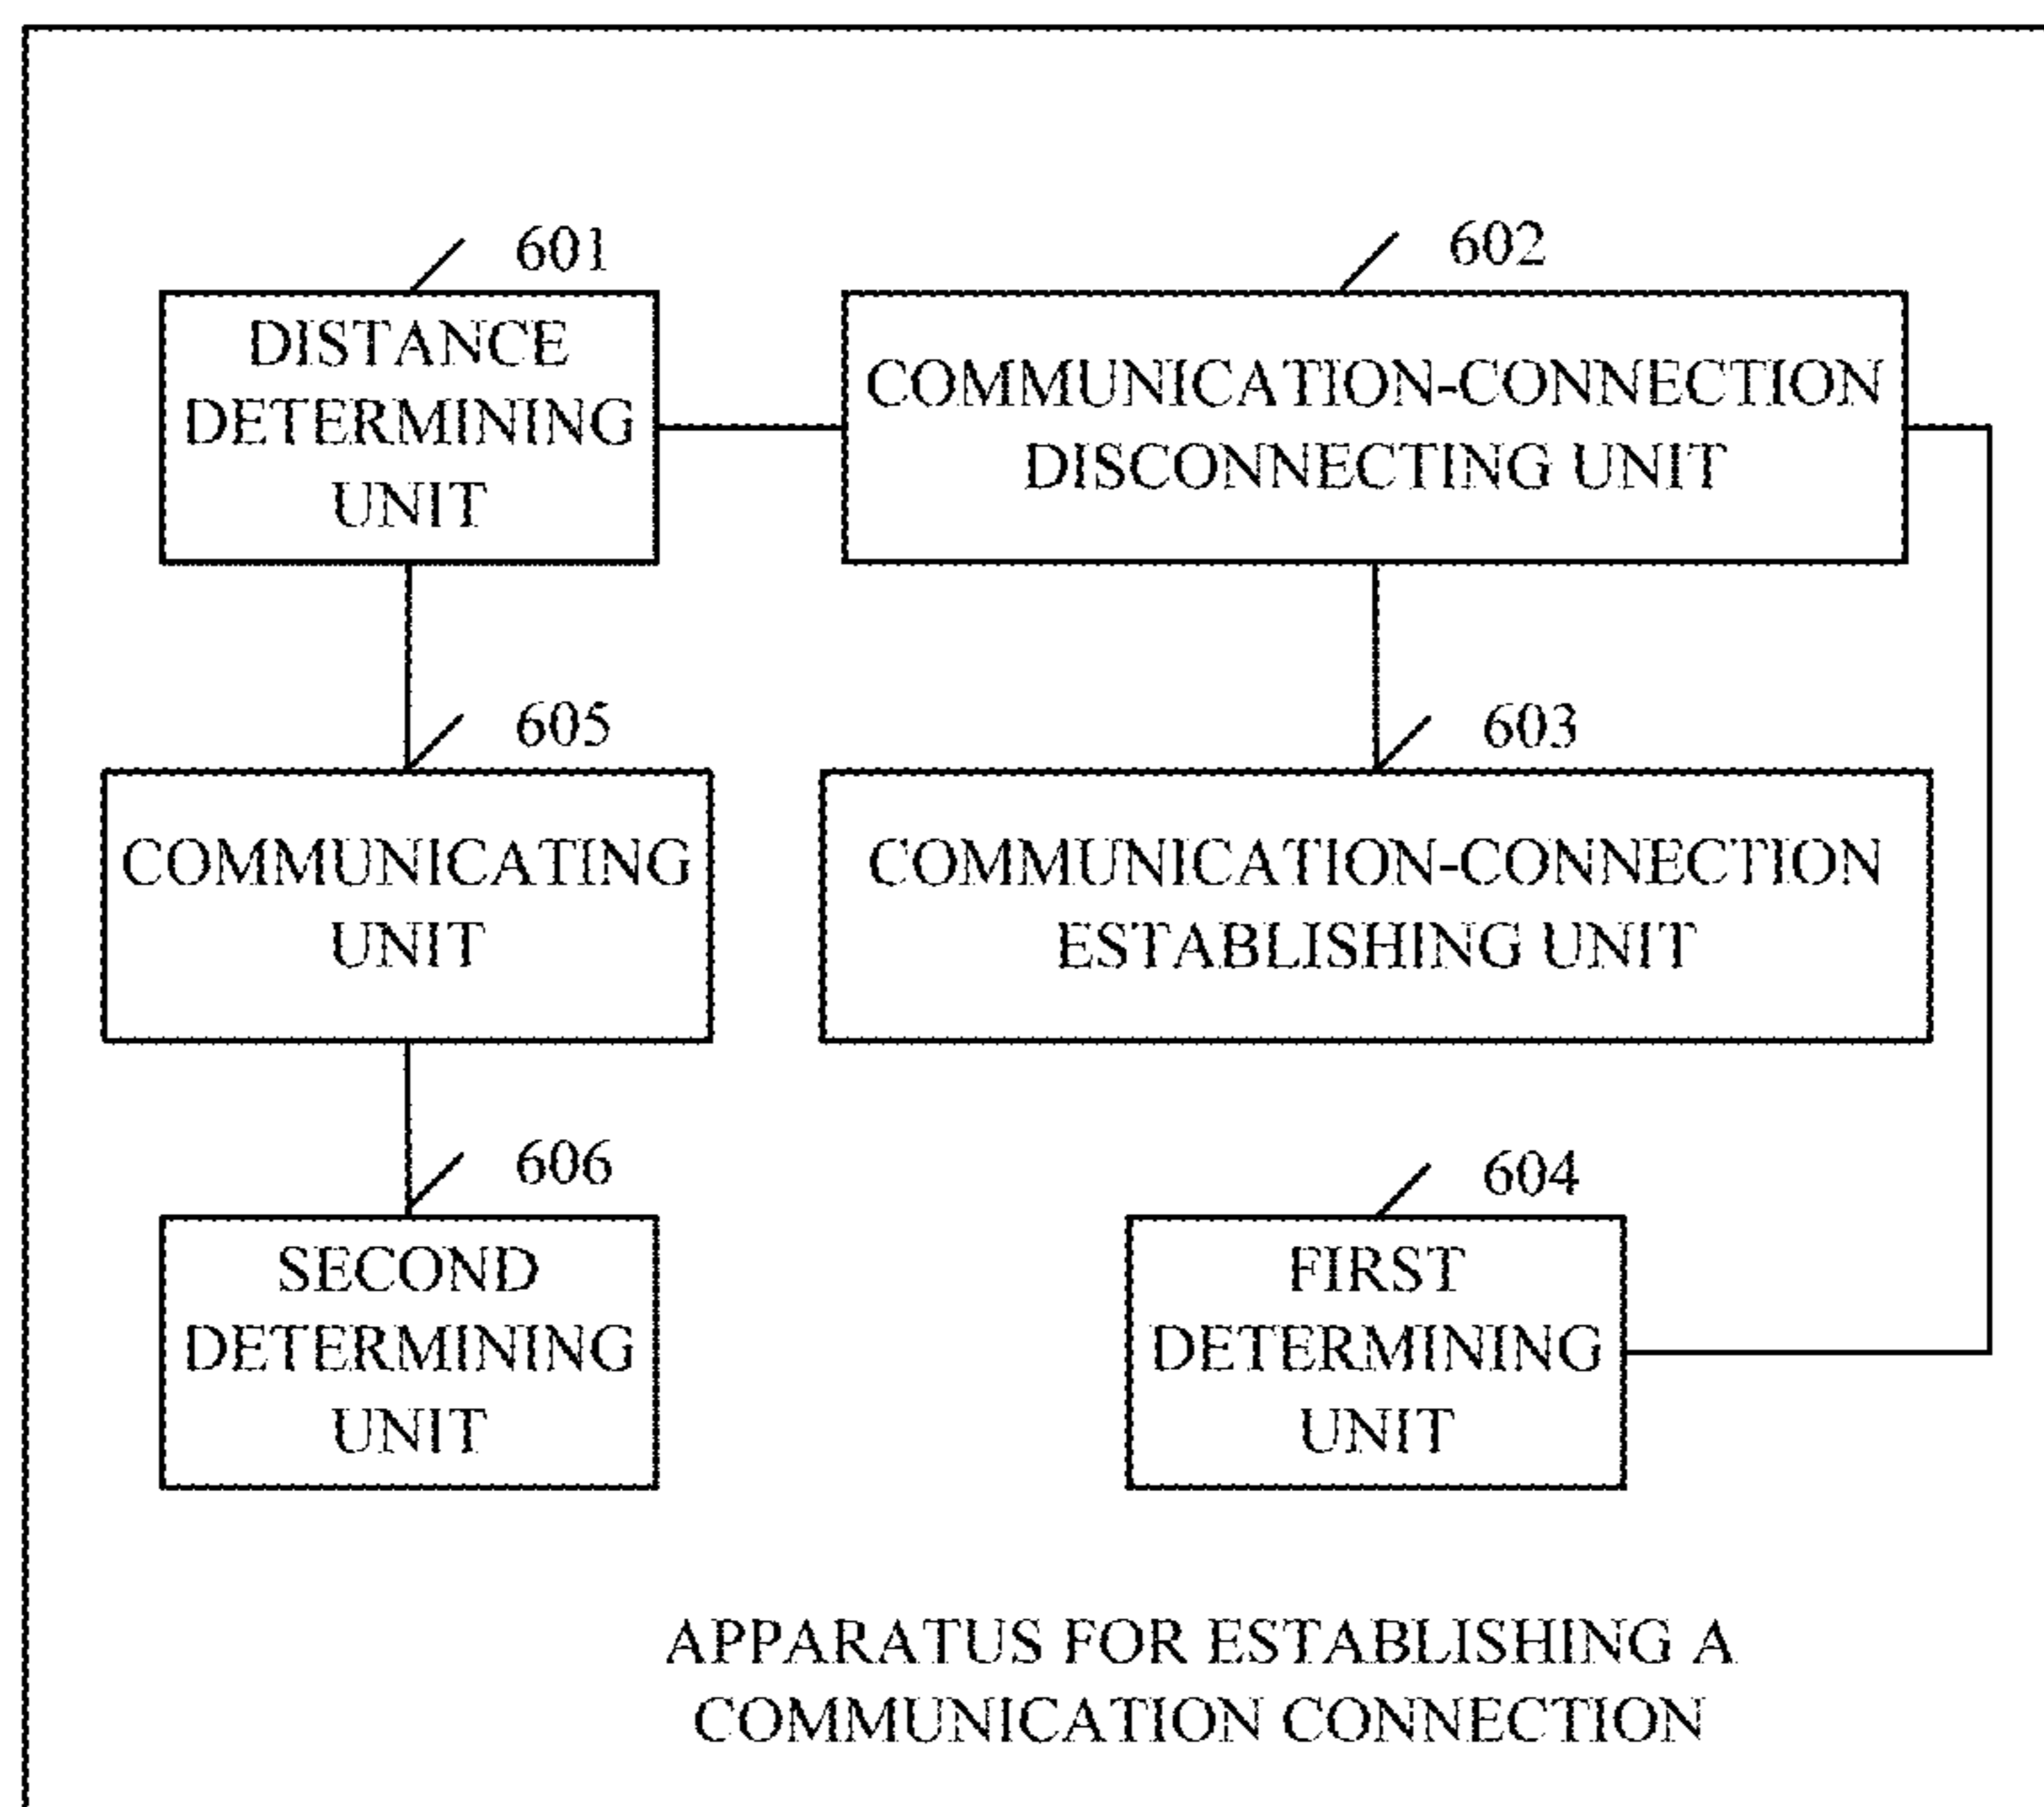 601
DISTANCE
DETERMINING
UNIT
602
COMMUNICATION-CONNECTION
DISCONNECTING UNIT
605
COMMUNICATING
UNIT
603
COMMUNICATION-CONNECTION
ESTABLISHING UNIT
606
SECOND
DETERMINING
UNIT
604
FIRST
DETERMINING
UNIT
APPARATUS FOR ESTABLISHING A
COMMUNICATION CONNECTION